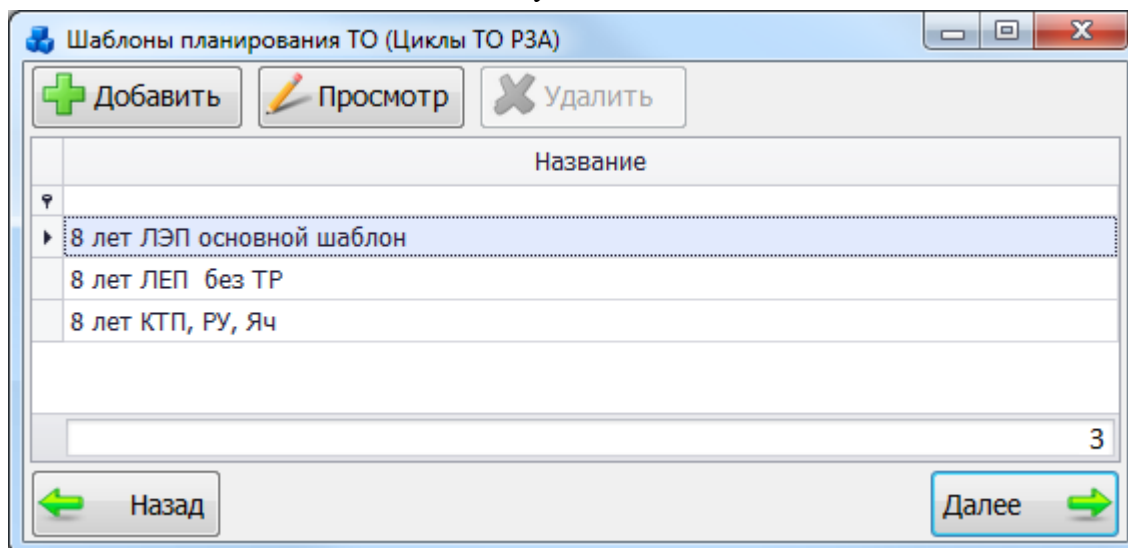 Шаблоны планирования ТО (Циклы ТО РЗА)
Добавить Просмотр Удалить
Название
8 лет ЛЭП основной шаблон
8 лет ЛЕП без ТР
8 лет КТП, РУ, Яч
3
Назад Далее